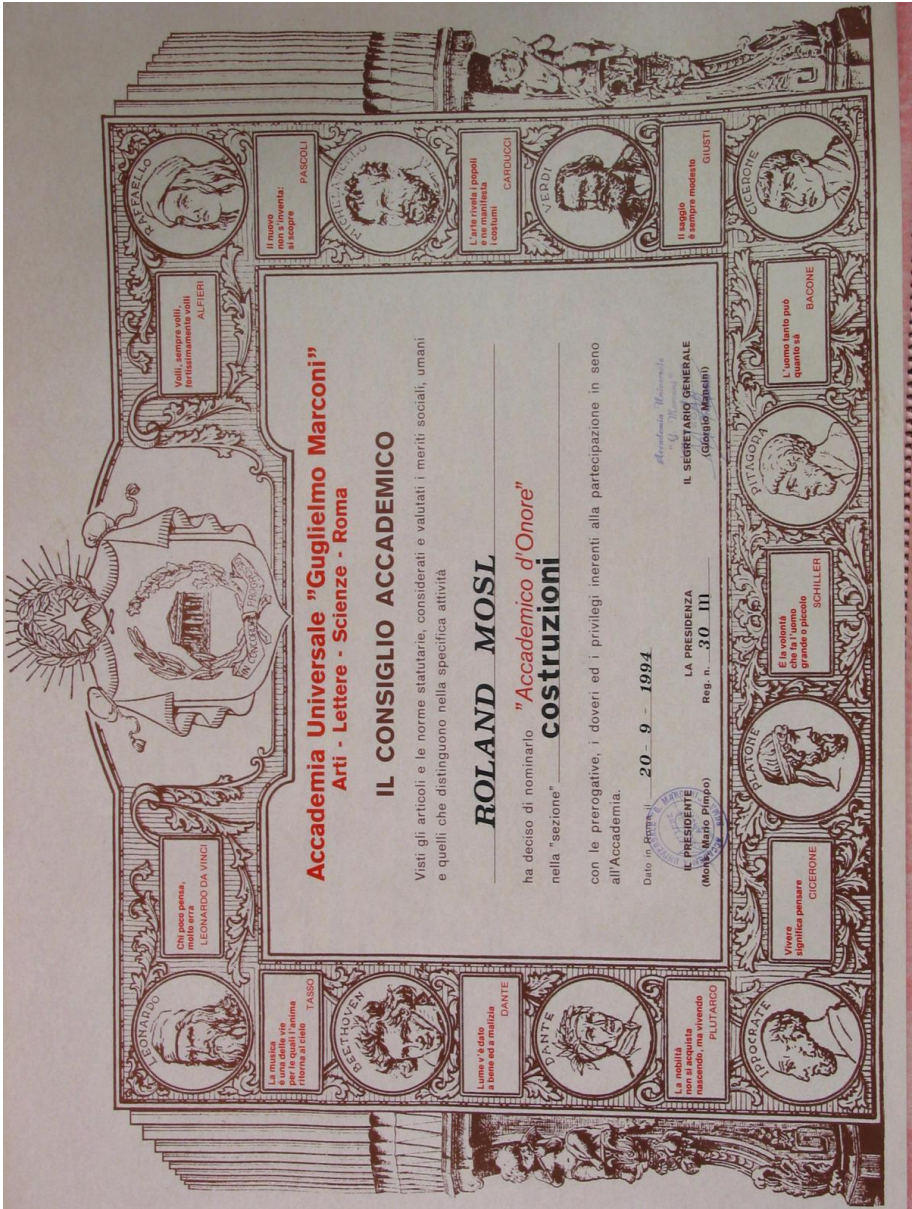 Accademia Universale "Guglielmo Marconi"
Arti - Lettere - Scienze - Roma
IL CONSIGLIO ACCADEMICO
Visti gli articoli e le norme statutarie, considerati e valutati i meriti sociali, umani
e quelli che distinguono nella specifica attività
ROLAND MOSL
ha deciso di nominarlo "Accademico d'Onore"
nella "sezione" costruzioni
con le prerogative, i doveri ed i privilegi inerenti alla partecipazione in seno
all'Accademia.
Dato in Roma il 20 - 9 - 1994
IL PRESIDENTE
(Mons. Mario Pimpo)
LA PRESIDENZA
Reg. n. 30 III
Accademia Universale
"G. Marconi"
IL SEGRETARIO GENERALE
(Giorgio Mancini)
LEONARDO
Chi poco pensa,
molto erra
LEONARDO DA VINCI
IN CONCORDIA
Volli, sempre volli,
fortissimamente volli
ALFIERI
RAFFAELLO
La musica
è una delle vie
per le quali l'anima
ritorna al cielo
TASSO
Il nuovo
non s'inventa:
si scopre
PASCOLI
BEETHOVEN
MICHELANGELO
Lume v'è dato
a bene ed a malizia
DANTE
L'arte rivela i popoli
e ne manifesta
i costumi
CARDUCCI
DANTE
VERDI
La nobiltà
non si acquista
nascendo, ma vivendo
PLUTARCO
Il saggio
è sempre modesto
GIUSTI
IPPOCRATE
Vivere
significa pensare
CICERONE
PLATONE
È la volontà
che fa l'uomo
grande o piccolo
SCHILLER
PITAGORA
L'uomo tanto può
quanto sà
BACONE
CICERONE